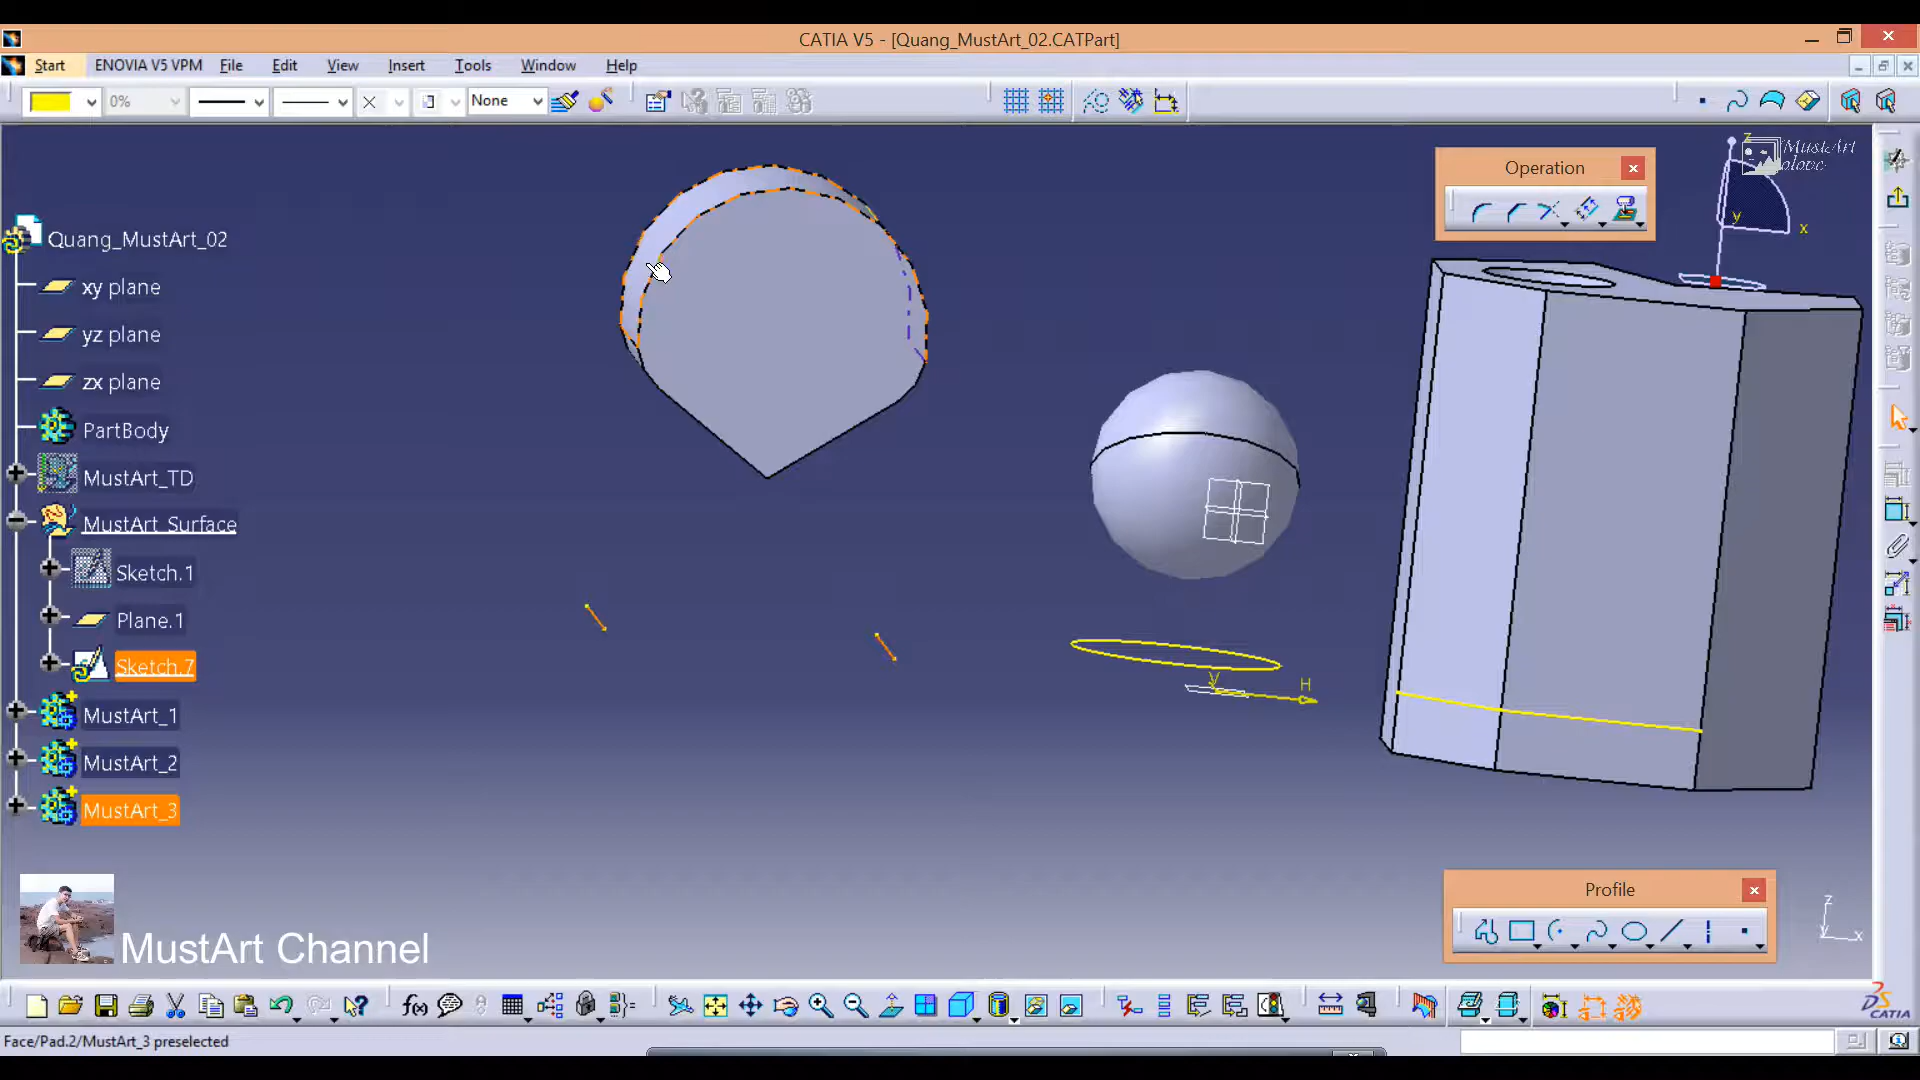 CATIA V5 - [Quang_MustArt_02.CATPart]
Start ENOVIA V5 VPM File Edit View Insert Tools Window Help
0% None
Operation
MustArt
z
y
x
Quang_MustArt_02
xy plane
yz plane
zx plane
PartBody
MustArt_TD
MustArt_Surface
Sketch.1
Plane.1
Sketch.7
MustArt_1
MustArt_2
MustArt_3
V
H
Profile
z
y
x
MustArt Channel
f(x)
CATIA
Face/Pad.2/MustArt_3 preselected